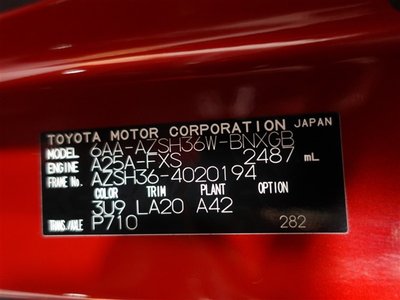 TOYOTA MOTOR CORPORATION JAPAN
MODEL 6AA-AZSH36W-BNXGB
ENGINE A25A-FXS 2487 mL
FRAME No. AZSH36-4020194
COLOR TRIM PLANT OPTION
3U9 LA20 A42
TRANS./AXLE P710 282